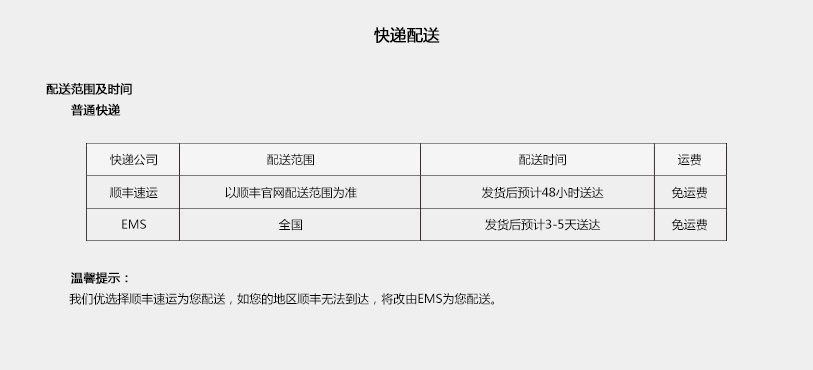 快递配送
配送范围及时间
普通快递
快递公司 配送范围 配送时间 运费
顺丰速运 以顺丰官网配送范围为准 发货后预计48小时送达 免运费
EMS 全国 发货后预计3-5天送达 免运费
温馨提示：
我们优选择顺丰速运为您配送，如您的地区顺丰无法到达，将改由EMS为您配送。